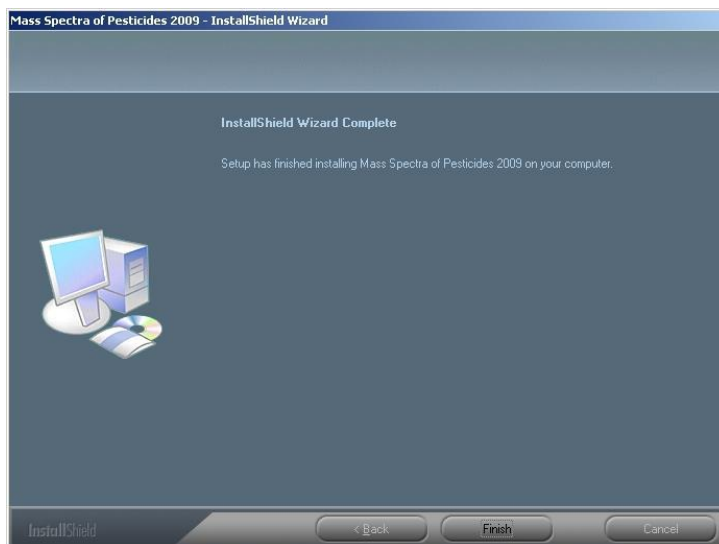 Mass Spectra of Pesticides 2009 - InstallShield Wizard
InstallShield Wizard Complete
Setup has finished installing Mass Spectra of Pesticides 2009 on your computer.
InstallShield
< Back
Finish
Cancel